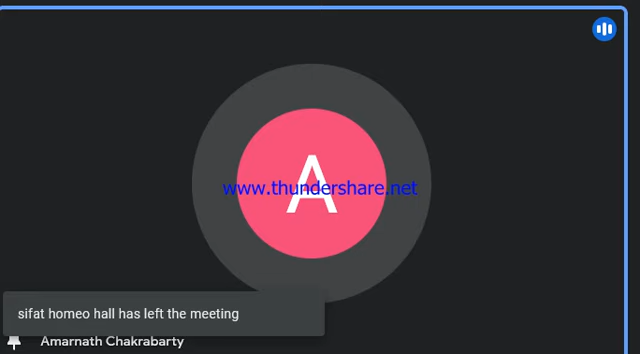 A
www.thundershare.net
sifat homeo hall has left the meeting
Amarnath Chakrabarty